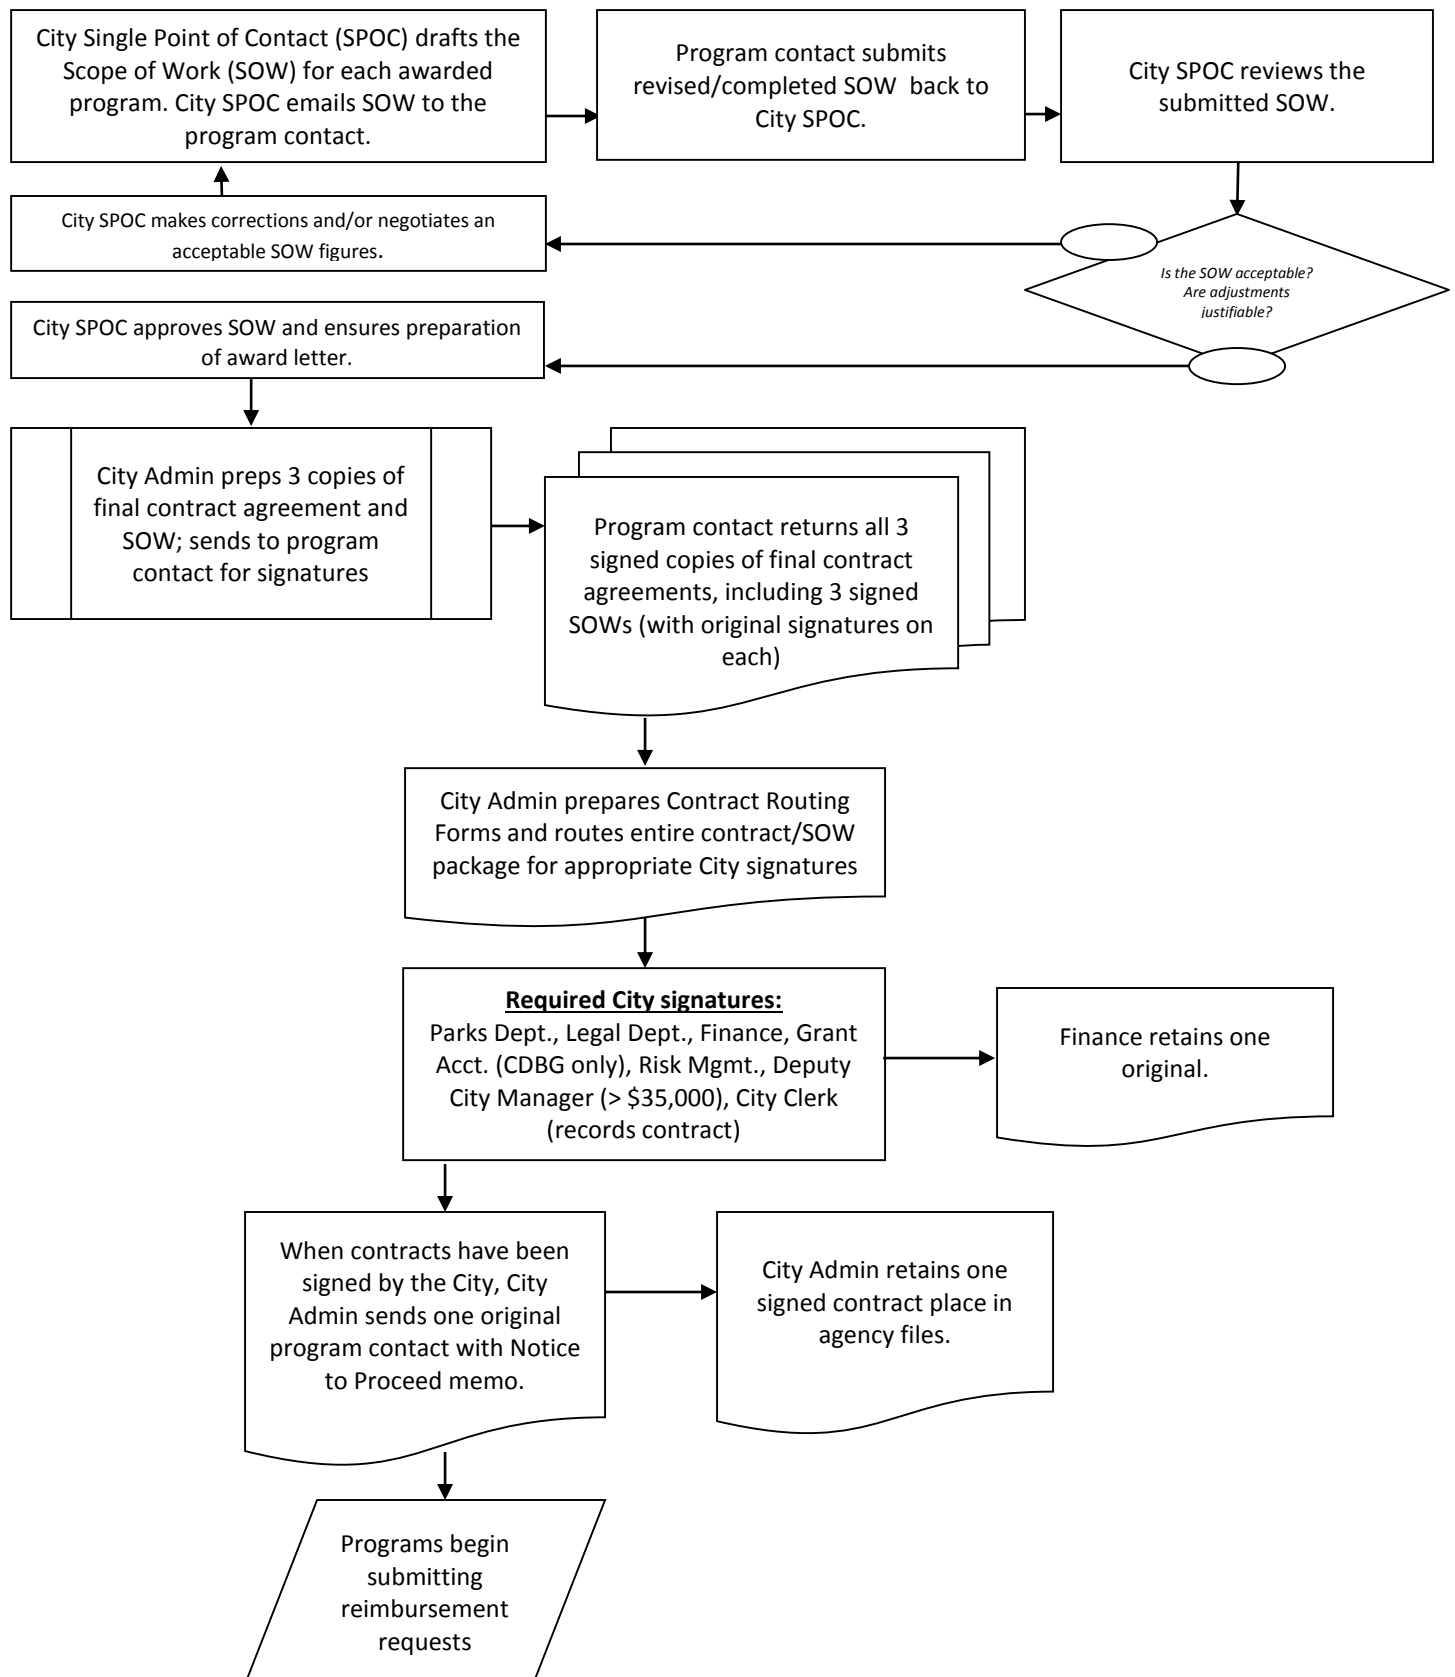 City Single Point of Contact (SPOC) drafts the
Scope of Work (SOW) for each awarded
program. City SPOC emails SOW to the
program contact.
Program contact submits
revised/completed SOW back to
City SPOC.
City SPOC reviews the
submitted SOW.
City SPOC makes corrections and/or negotiates an
acceptable SOW figures.
Is the SOW acceptable?
Are adjustments
justifiable?
City SPOC approves SOW and ensures preparation
of award letter.
City Admin preps 3 copies of
final contract agreement and
SOW; sends to program
contact for signatures
Program contact returns all 3
signed copies of final contract
agreements, including 3 signed
SOWs (with original signatures on
each)
City Admin prepares Contract Routing
Forms and routes entire contract/SOW
package for appropriate City signatures
Required City signatures:
Parks Dept., Legal Dept., Finance, Grant
Acct. (CDBG only), Risk Mgmt., Deputy
City Manager (> $35,000), City Clerk
(records contract)
Finance retains one
original.
When contracts have been
signed by the City, City
Admin sends one original
program contact with Notice
to Proceed memo.
City Admin retains one
signed contract place in
agency files.
Programs begin
submitting
reimbursement
requests